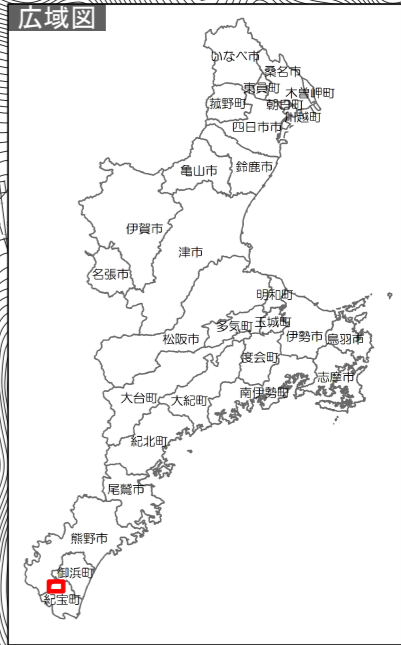 広域図
いなべ市
桑名市
東員町
木曽岬町
菰野町
朝日町
川越町
四日市市
亀山市
鈴鹿市
伊賀市
津市
名張市
明和町
多気町
玉城町
松阪市
伊勢市
鳥羽市
度会町
志摩市
大台町
大紀町
南伊勢町
紀北町
尾鷲市
熊野市
御浜町
紀宝町